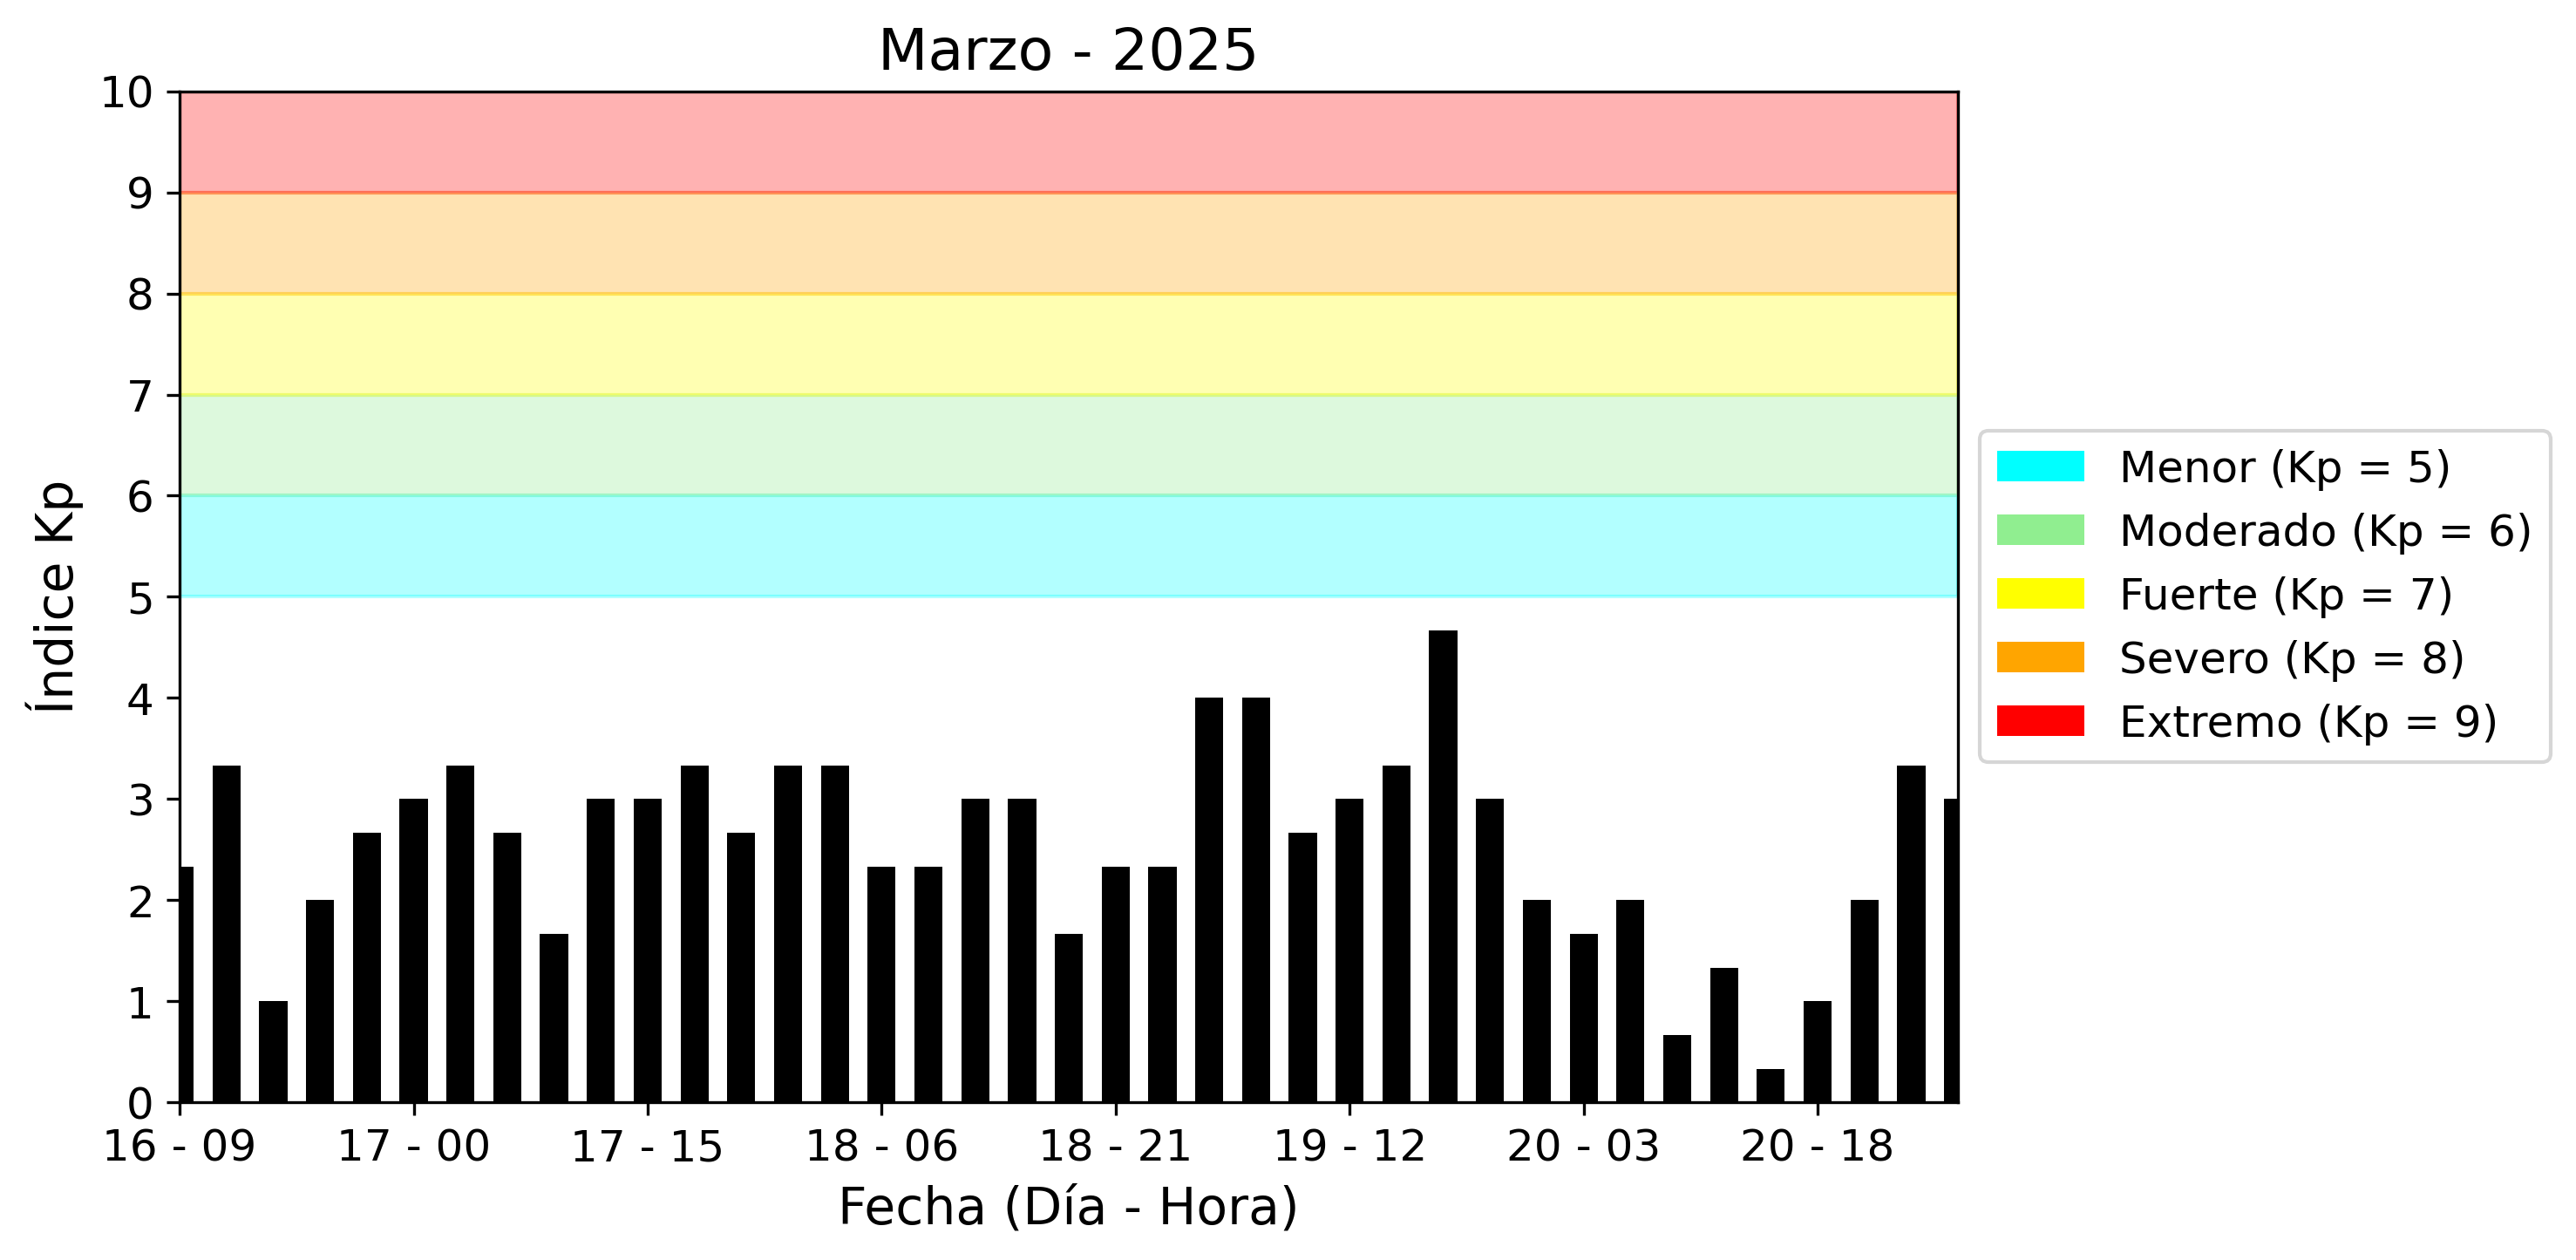 Marzo - 2025
10
9
8
7
6
5
4
3
2
1
0
Índice Kp
16 - 09
17 - 00
17 - 15
18 - 06
18 - 21
19 - 12
20 - 03
20 - 18
Fecha (Día - Hora)
Menor (Kp = 5)
Moderado (Kp = 6)
Fuerte (Kp = 7)
Severo (Kp = 8)
Extremo (Kp = 9)